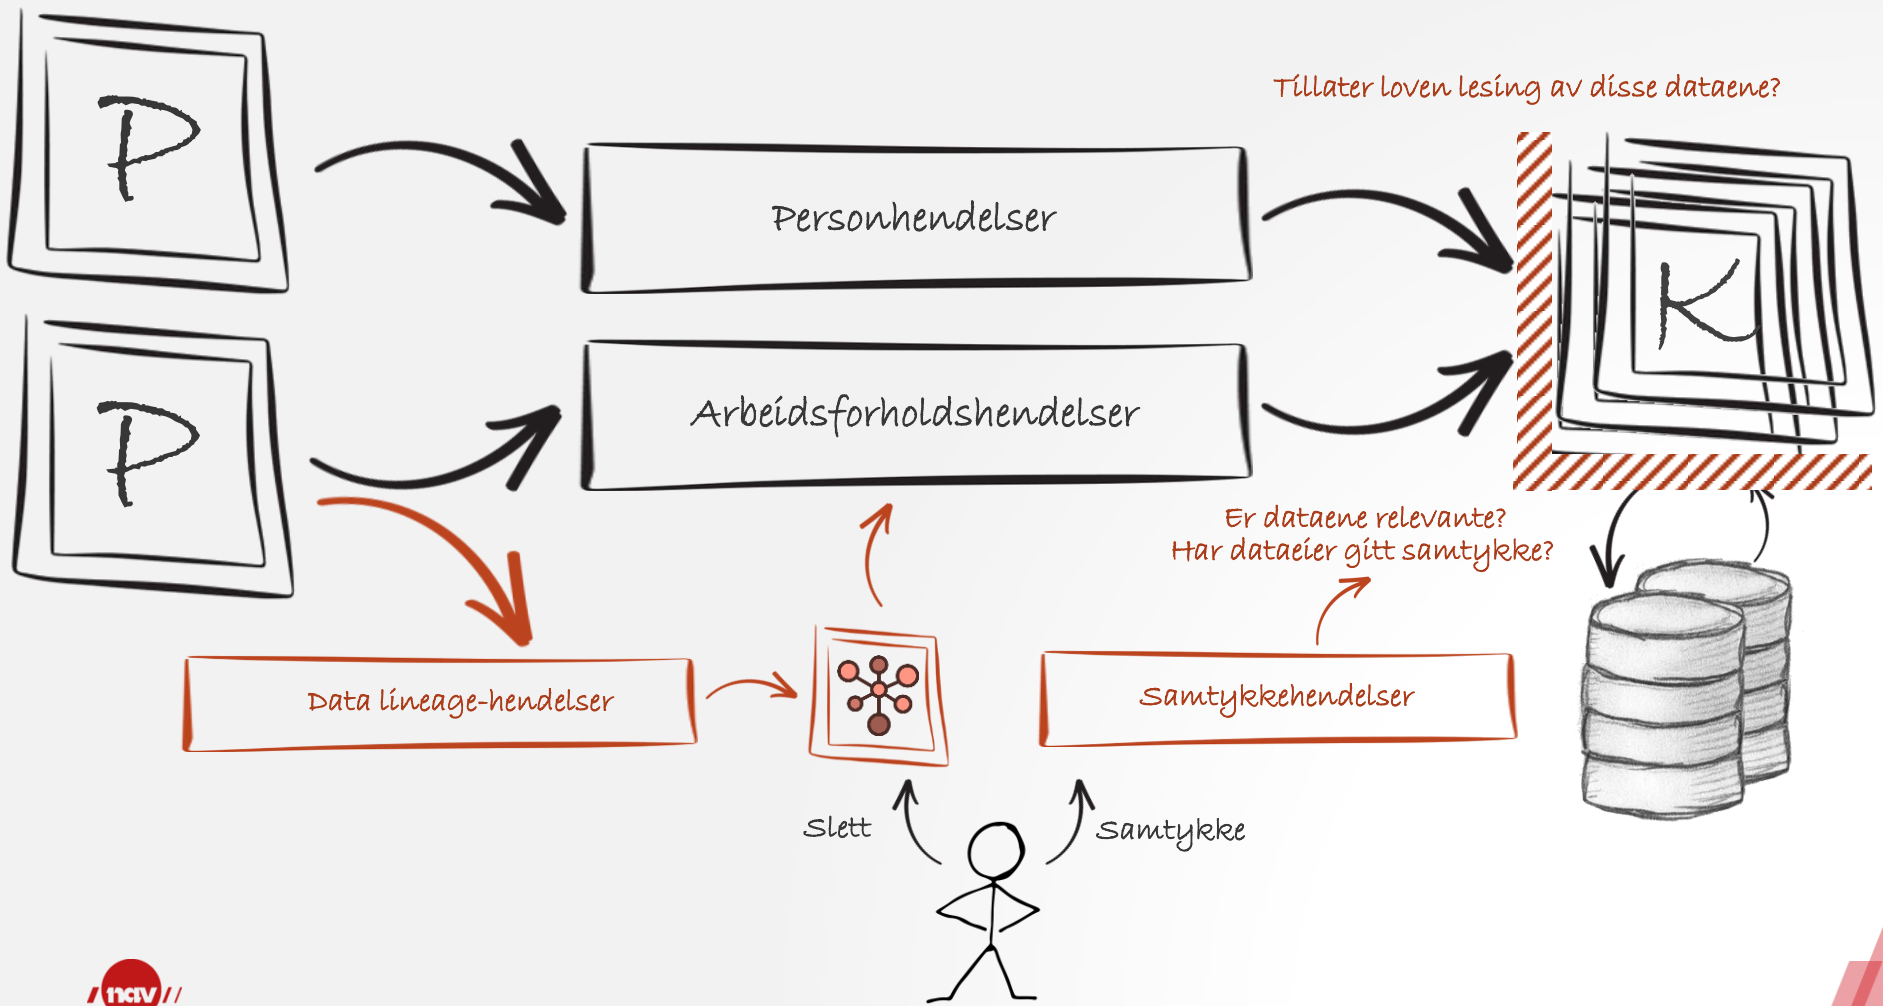 Tillater loven lesing av disse dataene?
P
Personhendelser
K
P
Arbeidsforholdshendelser
Er dataene relevante?
Har dataeier gitt samtykke?
Data lineage-hendelser
Samtykkehendelser
Slett
Samtykke
nav